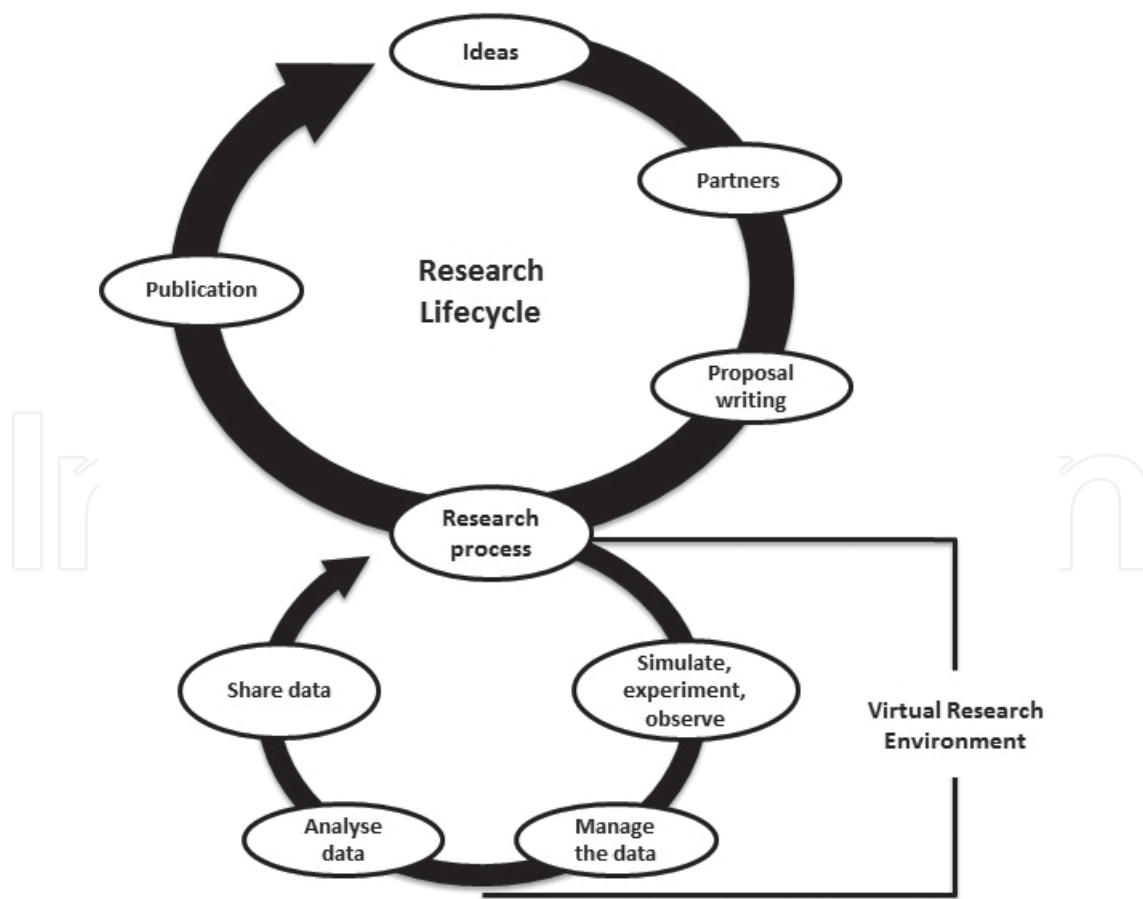 Ideas
Partners
Research
Lifecycle
Publication
Proposal
writing
Research
process
Simulate,
experiment,
observe
Share data
Virtual Research
Environment
Analyse
data
Manage
the data